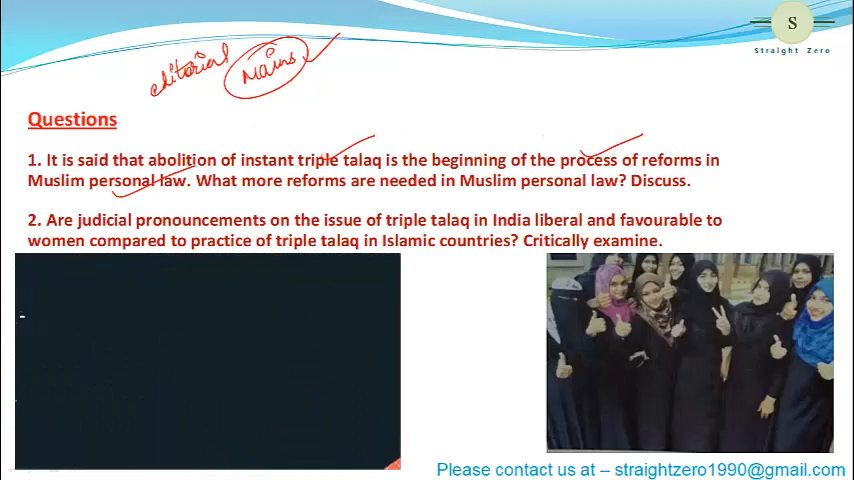 S
Straight Zero
editorial Mains
Questions
1. It is said that abolition of instant triple talaq is the beginning of the process of reforms in
Muslim personal law. What more reforms are needed in Muslim personal law? Discuss.
2. Are judicial pronouncements on the issue of triple talaq in India liberal and favourable to
women compared to practice of triple talaq in Islamic countries? Critically examine.
Please contact us at – straightzero1990@gmail.com